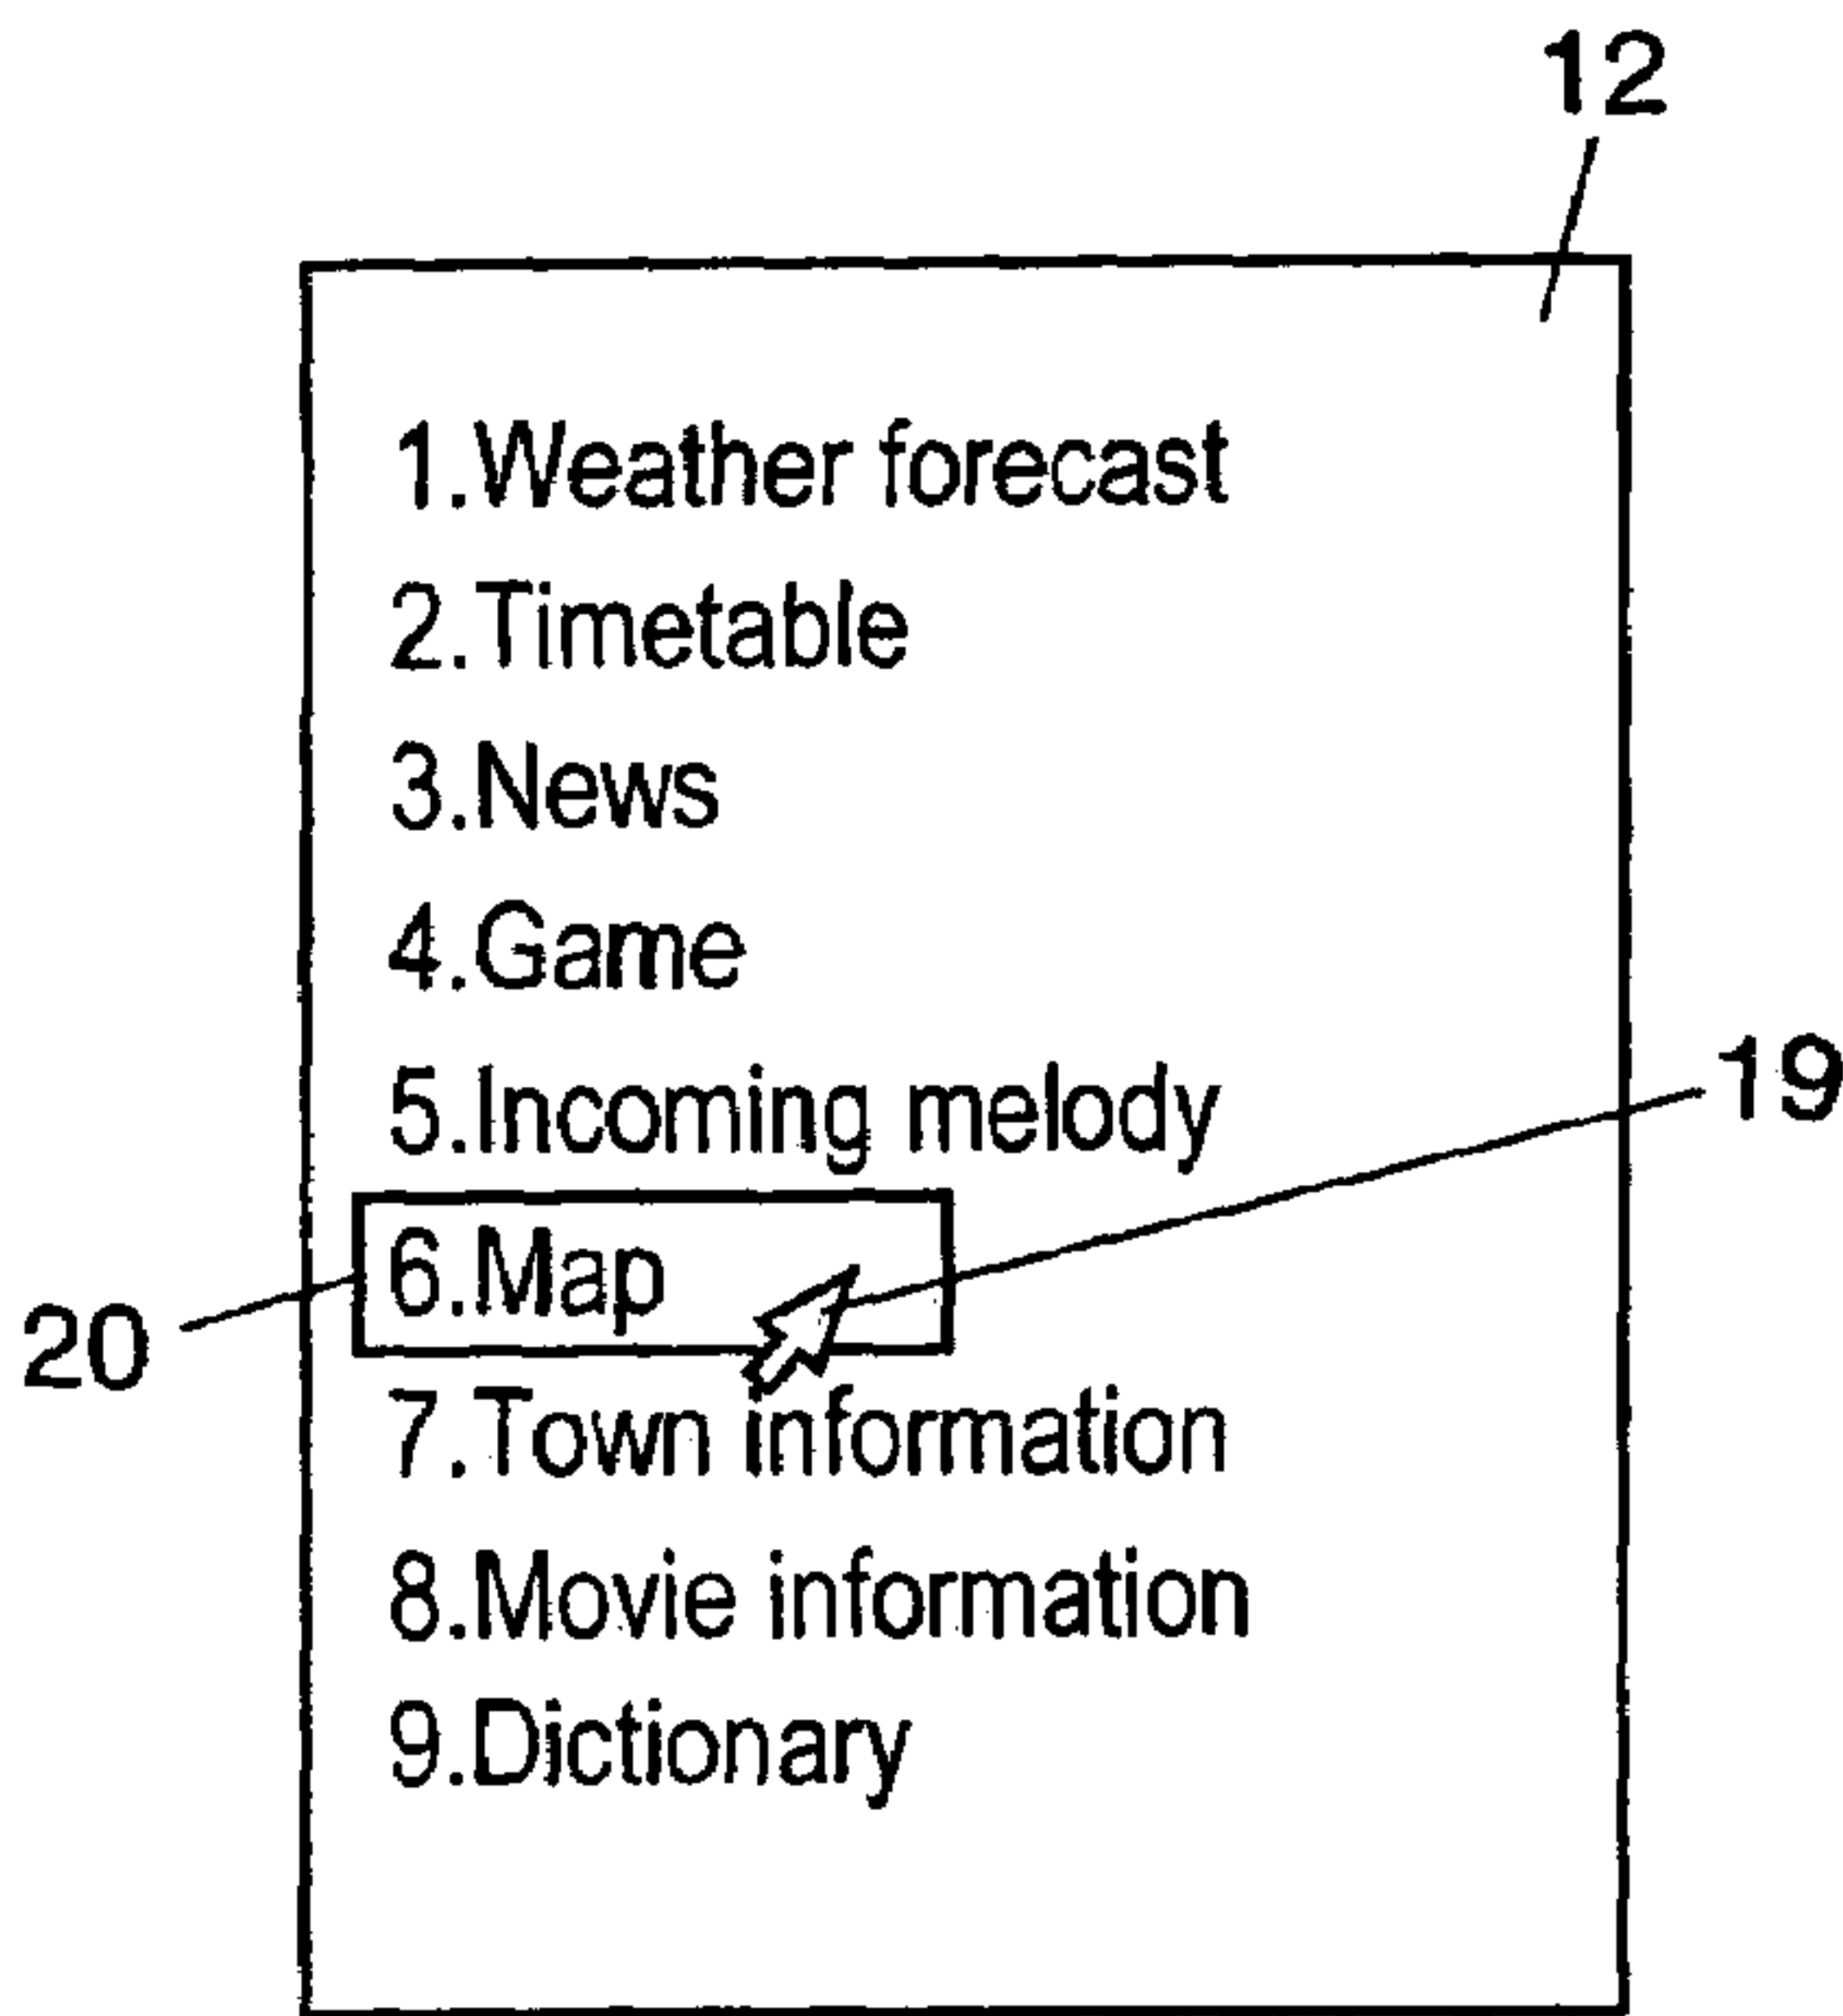 12
1.Weather forecast
2.Timetable
3.News
4.Game
5.Incoming melody
19
6.Map
20
7.Town information
8.Movie information
9.Dictionary